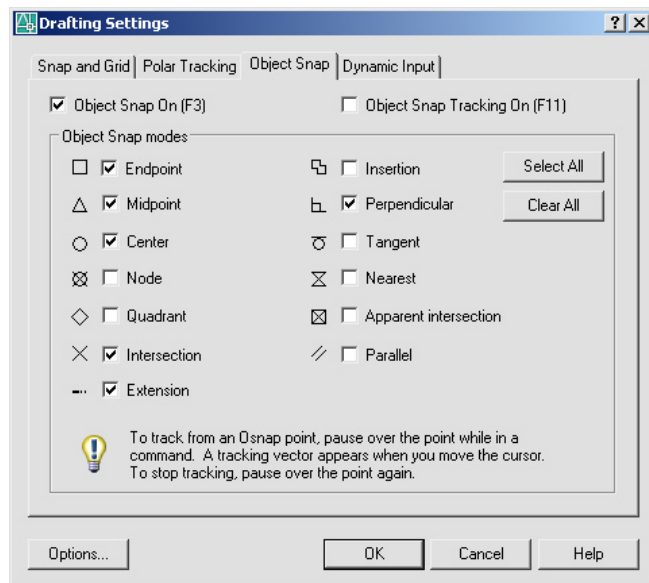 Drafting Settings
Snap and Grid Polar Tracking Object Snap Dynamic Input
Object Snap On (F3) Object Snap Tracking On (F11)
Object Snap modes
Endpoint Insertion Select All
Midpoint Perpendicular Clear All
Center Tangent
Node Nearest
Quadrant Apparent intersection
Intersection Parallel
Extension
To track from an Osnap point, pause over the point while in a
command. A tracking vector appears when you move the cursor.
To stop tracking, pause over the point again.
Options... OK Cancel Help